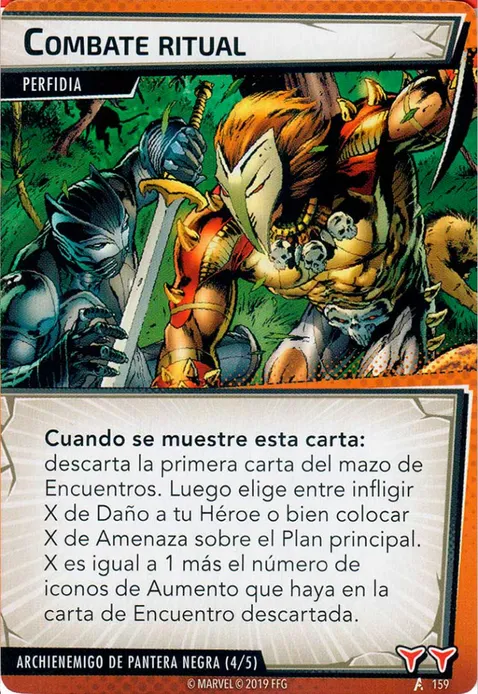 COMBATE RITUAL
PERFIDIA
Cuando se muestre esta carta:
descarta la primera carta del mazo de
Encuentros. Luego elige entre infligir
X de Daño a tu Héroe o bien colocar
X de Amenaza sobre el Plan principal.
X es igual a 1 más el número de
iconos de Aumento que haya en la
carta de Encuentro descartada.
ARCHIENEMIGO DE PANTERA NEGRA (4/5)
© MARVEL © 2019 FFG
159